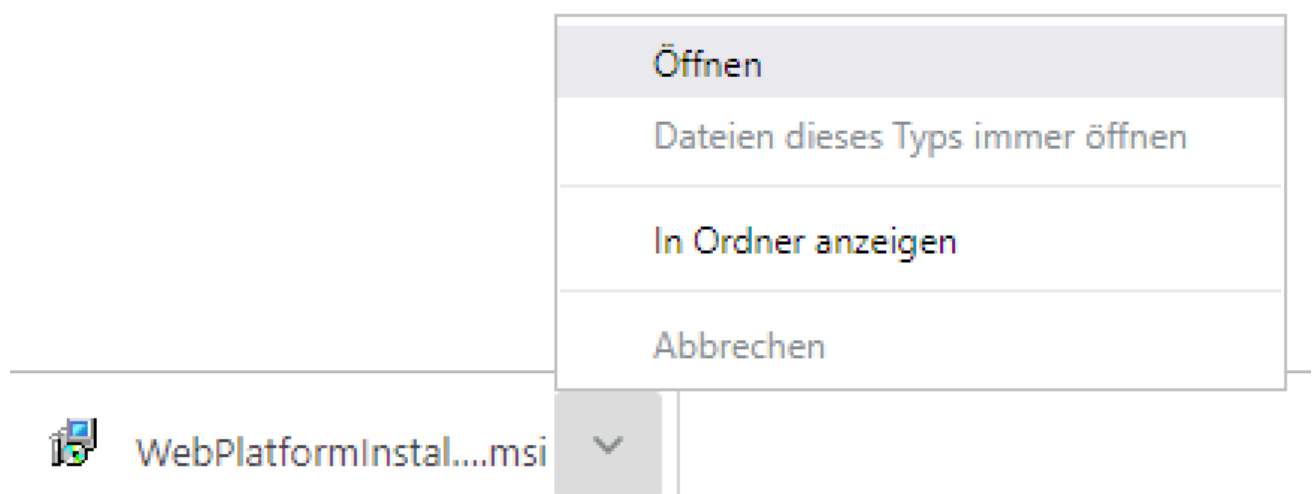 Öffnen
Dateien dieses Typs immer öffnen
In Ordner anzeigen
Abbrechen
WebPlatformInstal....msi